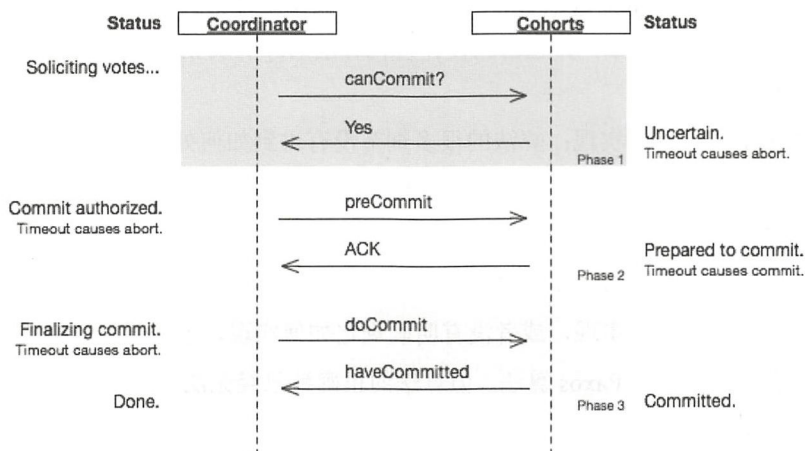 Status Coordinator Cohorts Status
Soliciting votes...
canCommit?
Yes
Uncertain.
Phase 1 Timeout causes abort.
Commit authorized.
Timeout causes abort.
preCommit
ACK
Prepared to commit.
Phase 2 Timeout causes commit.
Finalizing commit.
Timeout causes abort.
doCommit
haveCommitted
Done. Phase 3 Committed.